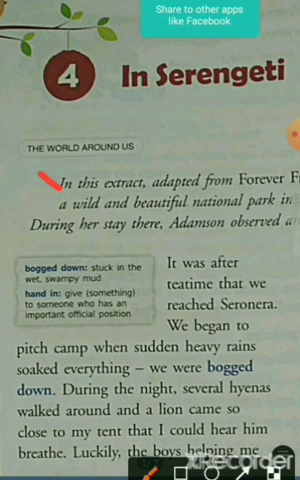 Share to other apps
like Facebook
4 In Serengeti
THE WORLD AROUND US
In this extract, adapted from Forever
a wild and beautiful national park in
During her stay there, Adamson observed
bogged down: stuck in the
wet, swampy mud
hand in: give (something)
to someone who has an
important official position
It was after
teatime that we
reached Seronera.
We began to
pitch camp when sudden heavy rains
soaked everything – we were bogged
down. During the night, several hyenas
walked around and a lion came so
close to my tent that I could hear him
breathe. Luckily, the boys helping me
XRecorder